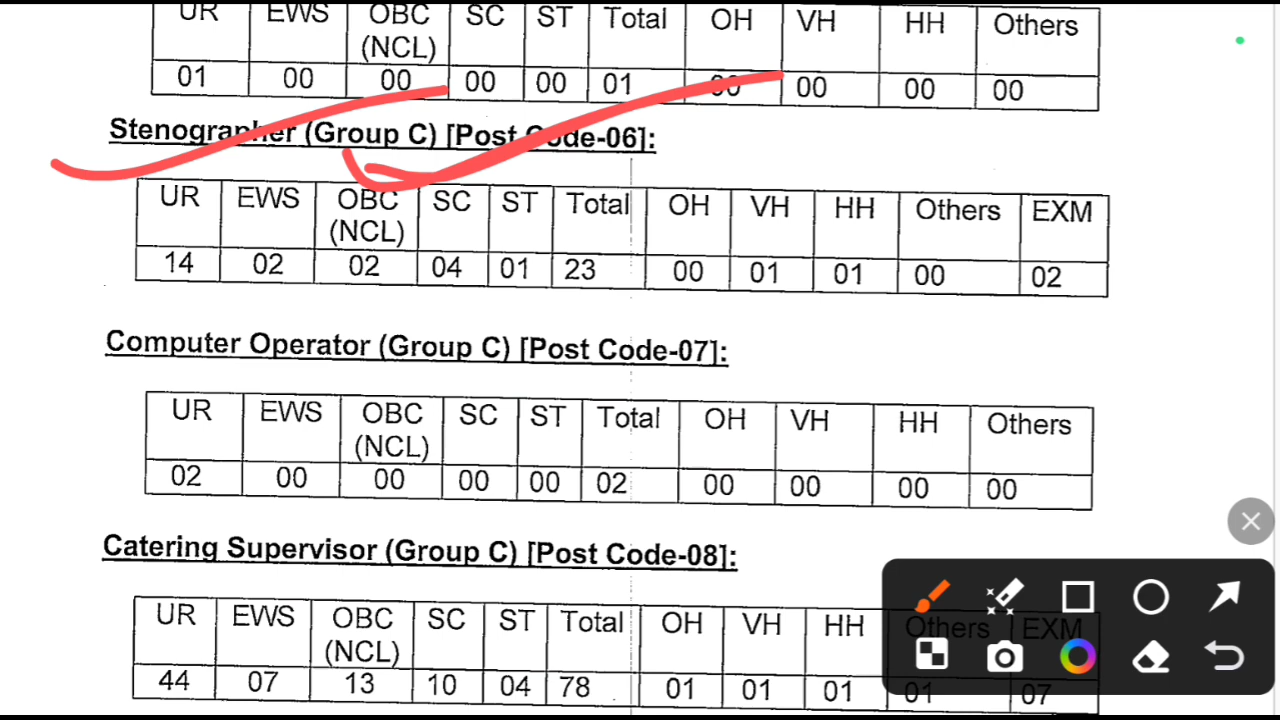 UR EWS OBC (NCL) SC ST Total OH VH HH Others
01 00 00 00 00 01 00 00 00 00
Stenographer (Group C) [Post Code-06]:
UR EWS OBC (NCL) SC ST Total OH VH HH Others EXM
14 02 02 04 01 23 00 01 01 00 02
Computer Operator (Group C) [Post Code-07]:
UR EWS OBC (NCL) SC ST Total OH VH HH Others
02 00 00 00 00 02 00 00 00 00
Catering Supervisor (Group C) [Post Code-08]:
UR EWS OBC (NCL) SC ST Total OH VH HH Others EXM
44 07 13 10 04 78 01 01 01 01 07